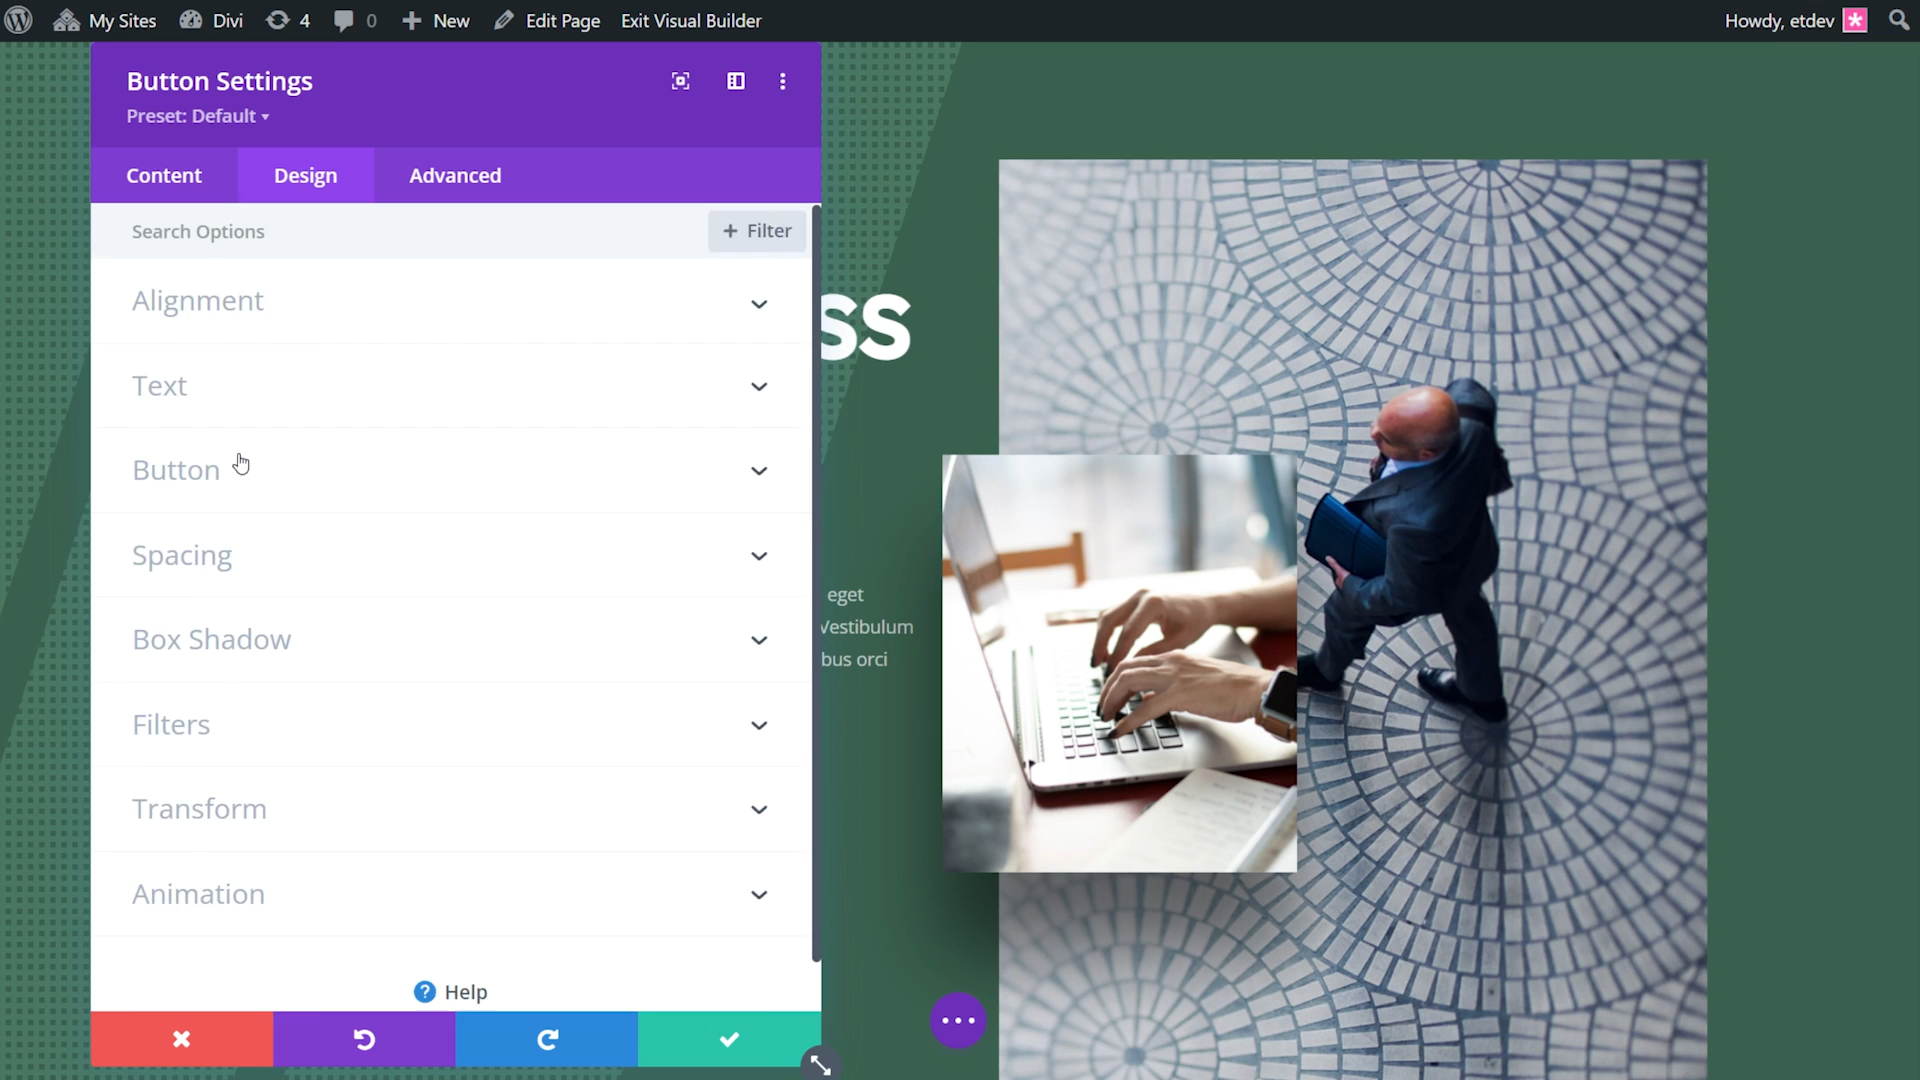 My Sites Divi 4 0 New Edit Page Exit Visual Builder Howdy, etdev
Button Settings
Preset: Default
Content Design Advanced
Search Options + Filter
Alignment
Text
Button
Spacing
Box Shadow
Filters
Transform
Animation
Help
ss
eget
Vestibulum
bus orci